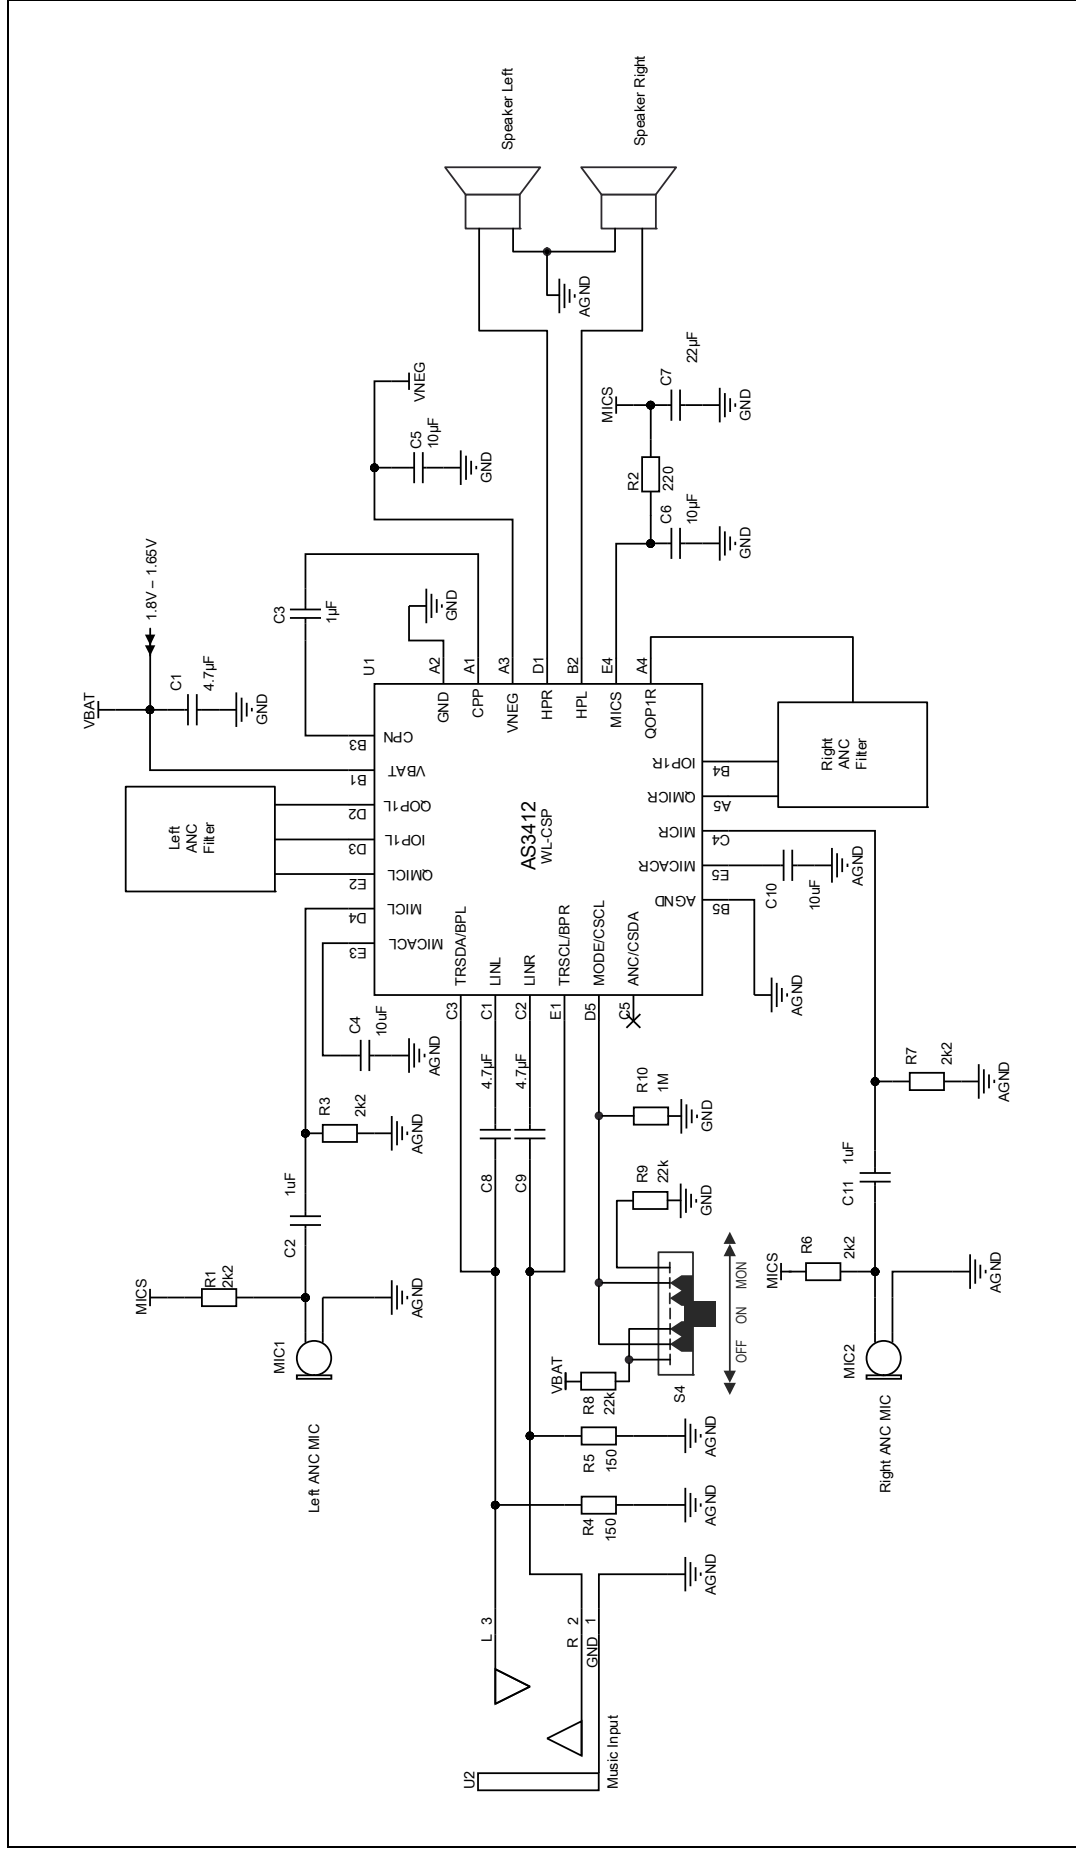 Speaker Left
Speaker Right
AGND
VNEG
C5
10µF
GND
MICS
C7
22µF
GND
R2
220
C6
10µF
GND
1.8V – 1.65V
VBAT
C1
4.7µF
GND
C3
1µF
GND
U1
A2
A1
A3
D1
B2
E4
A4
GND
CPP
VNEG
HPR
HPL
MICS
QOP1R
B3
CPN
B1
VBAT
D2
QOP1L
D3
IOP1L
E2
QMICL
D4
MICL
E3
MICACL
Left
ANC
Filter
AS3412
WL-CSP
IOP1R
B4
QMICR
A5
MICR
C4
MICACR
E5
AGND
B5
Right
ANC
Filter
C10
10uF
AGND
AGND
TRSDA/BPL
LINL
LINR
TRSCL/BPR
MODE/CSCL
ANC/CSDA
C3
C1
C2
E1
D5
C5
C4
10uF
AGND
R3
2k2
AGND
4.7µF
4.7µF
C8
C9
R10
1M
GND
R9
22k
GND
R7
2k2
AGND
C11
1uF
1uF
C2
MICS
R1
2k2
AGND
MIC1
Left ANC MIC
MICS
R6
2k2
AGND
MIC2
Right ANC MIC
OFF
ON
MON
S4
VBAT
R8
22k
R5
150
AGND
R4
150
AGND
AGND
L 3
R 2
GND 1
U2
Music Input